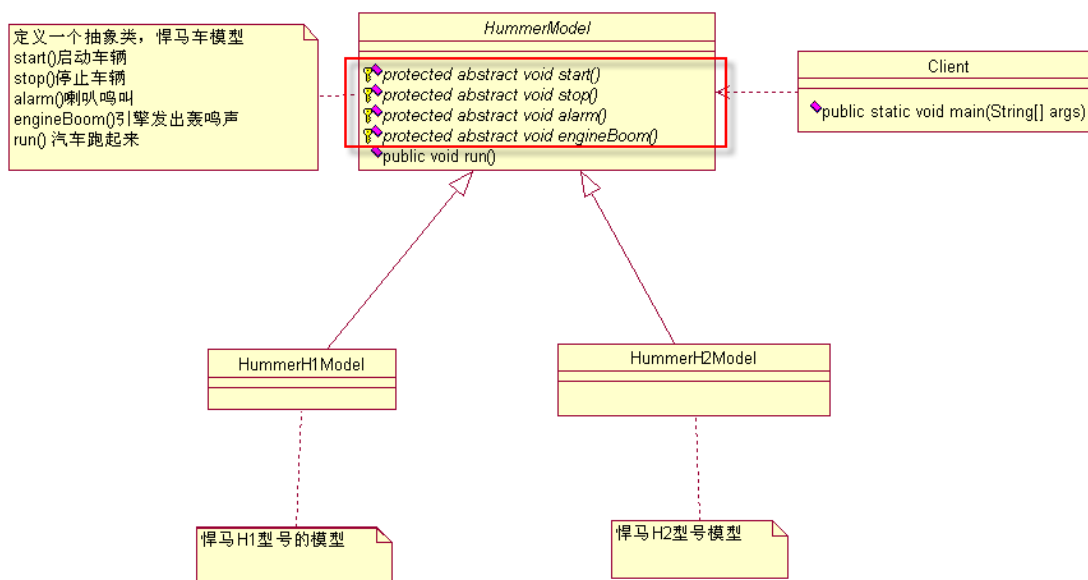 定义一个抽象类，悍马车模型
start()启动车辆
stop()停止车辆
alarm()喇叭鸣叫
engineBoom()引擎发出轰鸣声
run() 汽车跑起来
HummerModel
protected abstract void start()
protected abstract void stop()
protected abstract void alarm()
protected abstract void engineBoom()
public void run()
Client
public static void main(String[] args)
HummerH1Model
HummerH2Model
悍马H1型号的模型
悍马H2型号模型